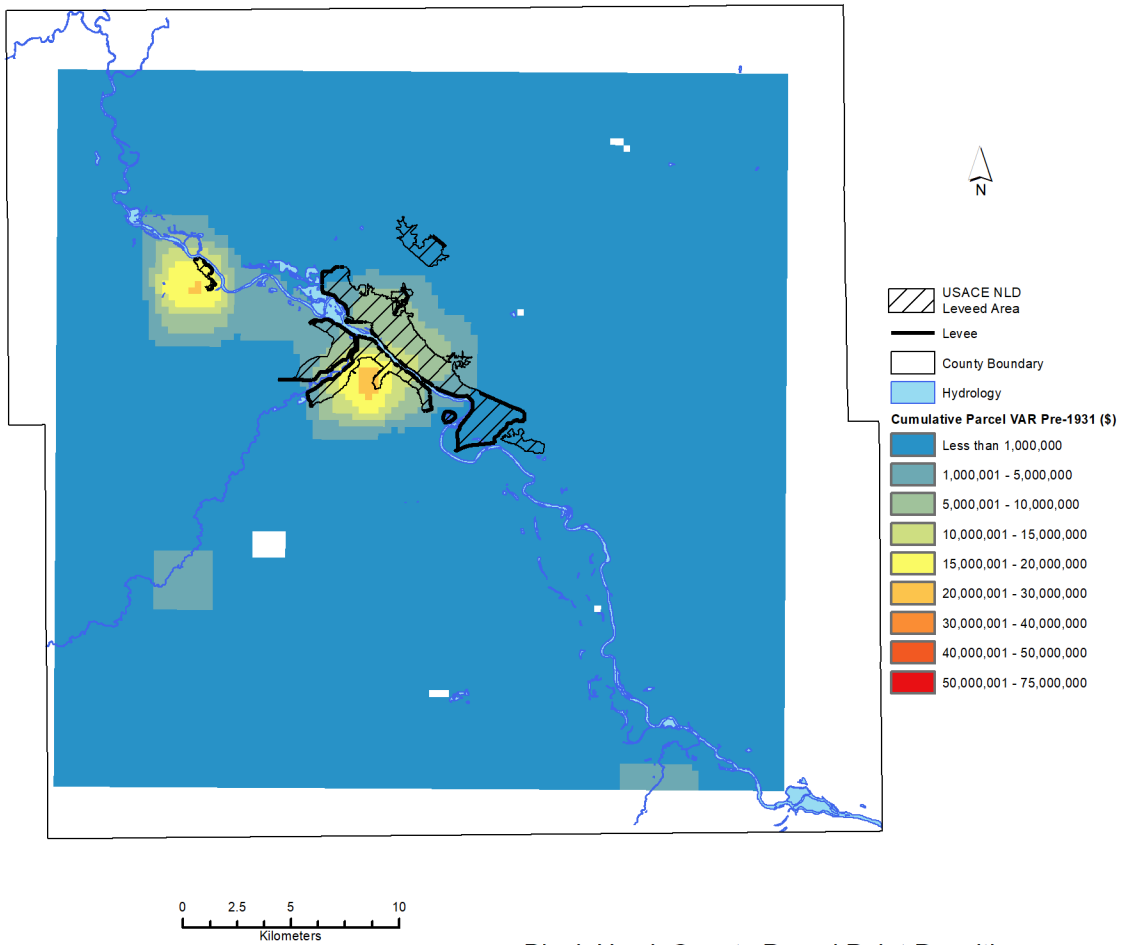 N
USACE NLD
Leveed Area
Levee
County Boundary
Hydrology
Cumulative Parcel VAR Pre-1931 ($)
Less than 1,000,000
1,000,001 - 5,000,000
5,000,001 - 10,000,000
10,000,001 - 15,000,000
15,000,001 - 20,000,000
20,000,001 - 30,000,000
30,000,001 - 40,000,000
40,000,001 - 50,000,000
50,000,001 - 75,000,000
0 2.5 5 10
Kilometers